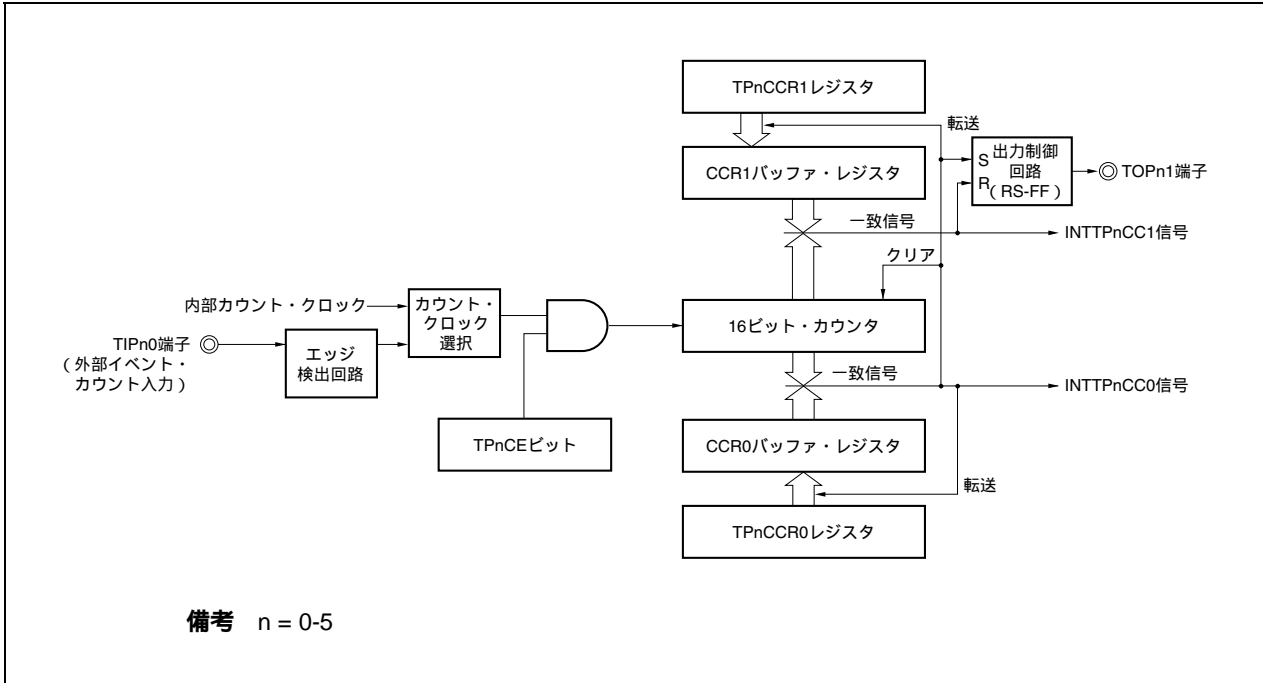 TPnCCR1レジスタ
転送
CCR1バッファ・レジスタ
S 出力制御
回路
R ( RS-FF )
TOPn1端子
一致信号
INTTPnCC1信号
クリア
内部カウント・クロック
カウント・
クロック
選択
16ビット・カウンタ
TIPn0端子
( 外部イベント・
カウント入力 )
エッジ
検出回路
一致信号
INTTPnCC0信号
TPnCEビット
CCR0バッファ・レジスタ
転送
TPnCCR0レジスタ
備考 n = 0-5